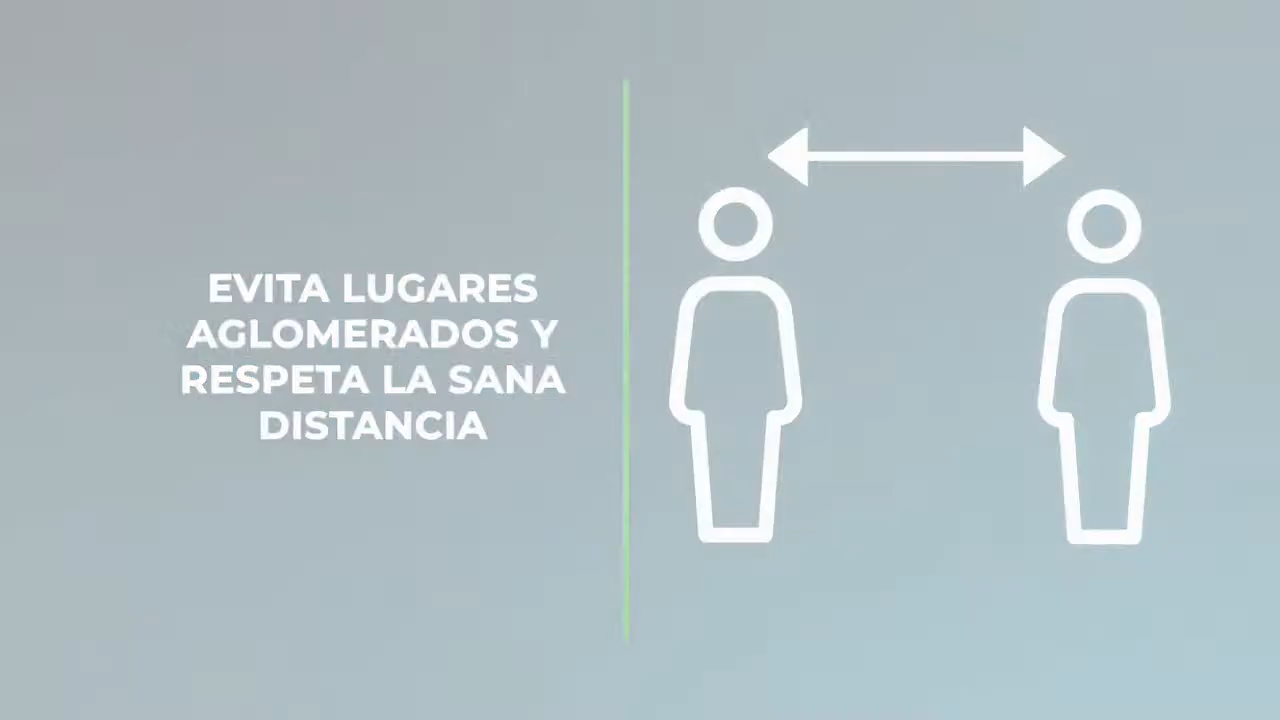 EVITA LUGARES
AGLOMERADOS Y
RESPETA LA SANA
DISTANCIA